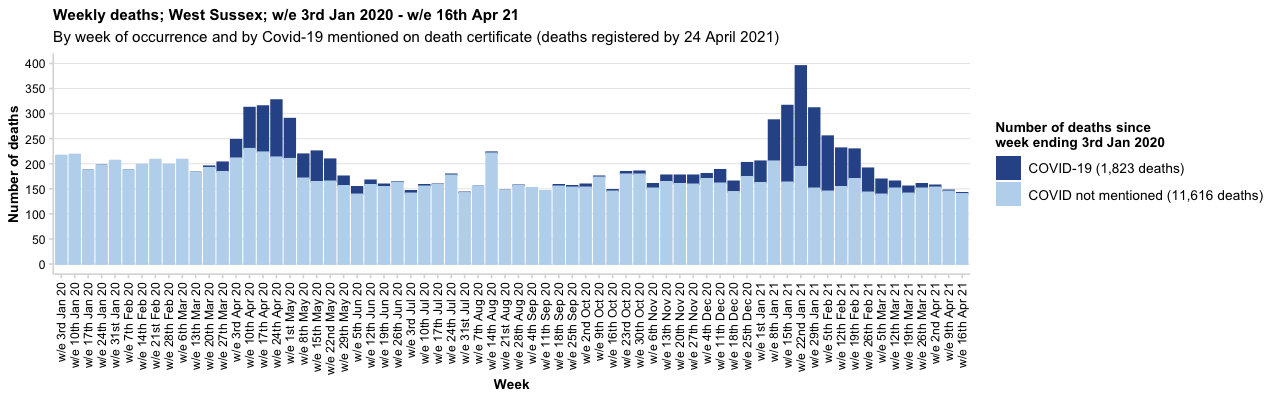 Weekly deaths; West Sussex; w/e 3rd Jan 2020 - w/e 16th Apr 21
By week of occurrence and by Covid-19 mentioned on death certificate (deaths registered by 24 April 2021)
400
350
300
250
200
150
100
50
0
Number of deaths
w/e 3rd Jan 20
w/e 10th Jan 20
w/e 17th Jan 20
w/e 24th Jan 20
w/e 31st Jan 20
w/e 7th Feb 20
w/e 14th Feb 20
w/e 21st Feb 20
w/e 28th Feb 20
w/e 6th Mar 20
w/e 13th Mar 20
w/e 20th Mar 20
w/e 27th Mar 20
w/e 3rd Apr 20
w/e 10th Apr 20
w/e 17th Apr 20
w/e 24th Apr 20
w/e 1st May 20
w/e 8th May 20
w/e 15th May 20
w/e 22nd May 20
w/e 29th May 20
w/e 5th Jun 20
w/e 12th Jun 20
w/e 19th Jun 20
w/e 26th Jun 20
w/e 3rd Jul 20
w/e 10th Jul 20
w/e 17th Jul 20
w/e 24th Jul 20
w/e 31st Jul 20
w/e 7th Aug 20
w/e 14th Aug 20
w/e 21st Aug 20
w/e 28th Aug 20
w/e 4th Sep 20
w/e 11th Sep 20
w/e 18th Sep 20
w/e 25th Sep 20
w/e 2nd Oct 20
w/e 9th Oct 20
w/e 16th Oct 20
w/e 23rd Oct 20
w/e 30th Oct 20
w/e 6th Nov 20
w/e 13th Nov 20
w/e 20th Nov 20
w/e 27th Nov 20
w/e 4th Dec 20
w/e 11th Dec 20
w/e 18th Dec 20
w/e 25th Dec 20
w/e 1st Jan 21
w/e 8th Jan 21
w/e 15th Jan 21
w/e 22nd Jan 21
w/e 29th Jan 21
w/e 5th Feb 21
w/e 12th Feb 21
w/e 19th Feb 21
w/e 26th Feb 21
w/e 5th Mar 21
w/e 12th Mar 21
w/e 19th Mar 21
w/e 26th Mar 21
w/e 2nd Apr 21
w/e 9th Apr 21
w/e 16th Apr 21
Week
Number of deaths since
week ending 3rd Jan 2020
COVID-19 (1,823 deaths)
COVID not mentioned (11,616 deaths)